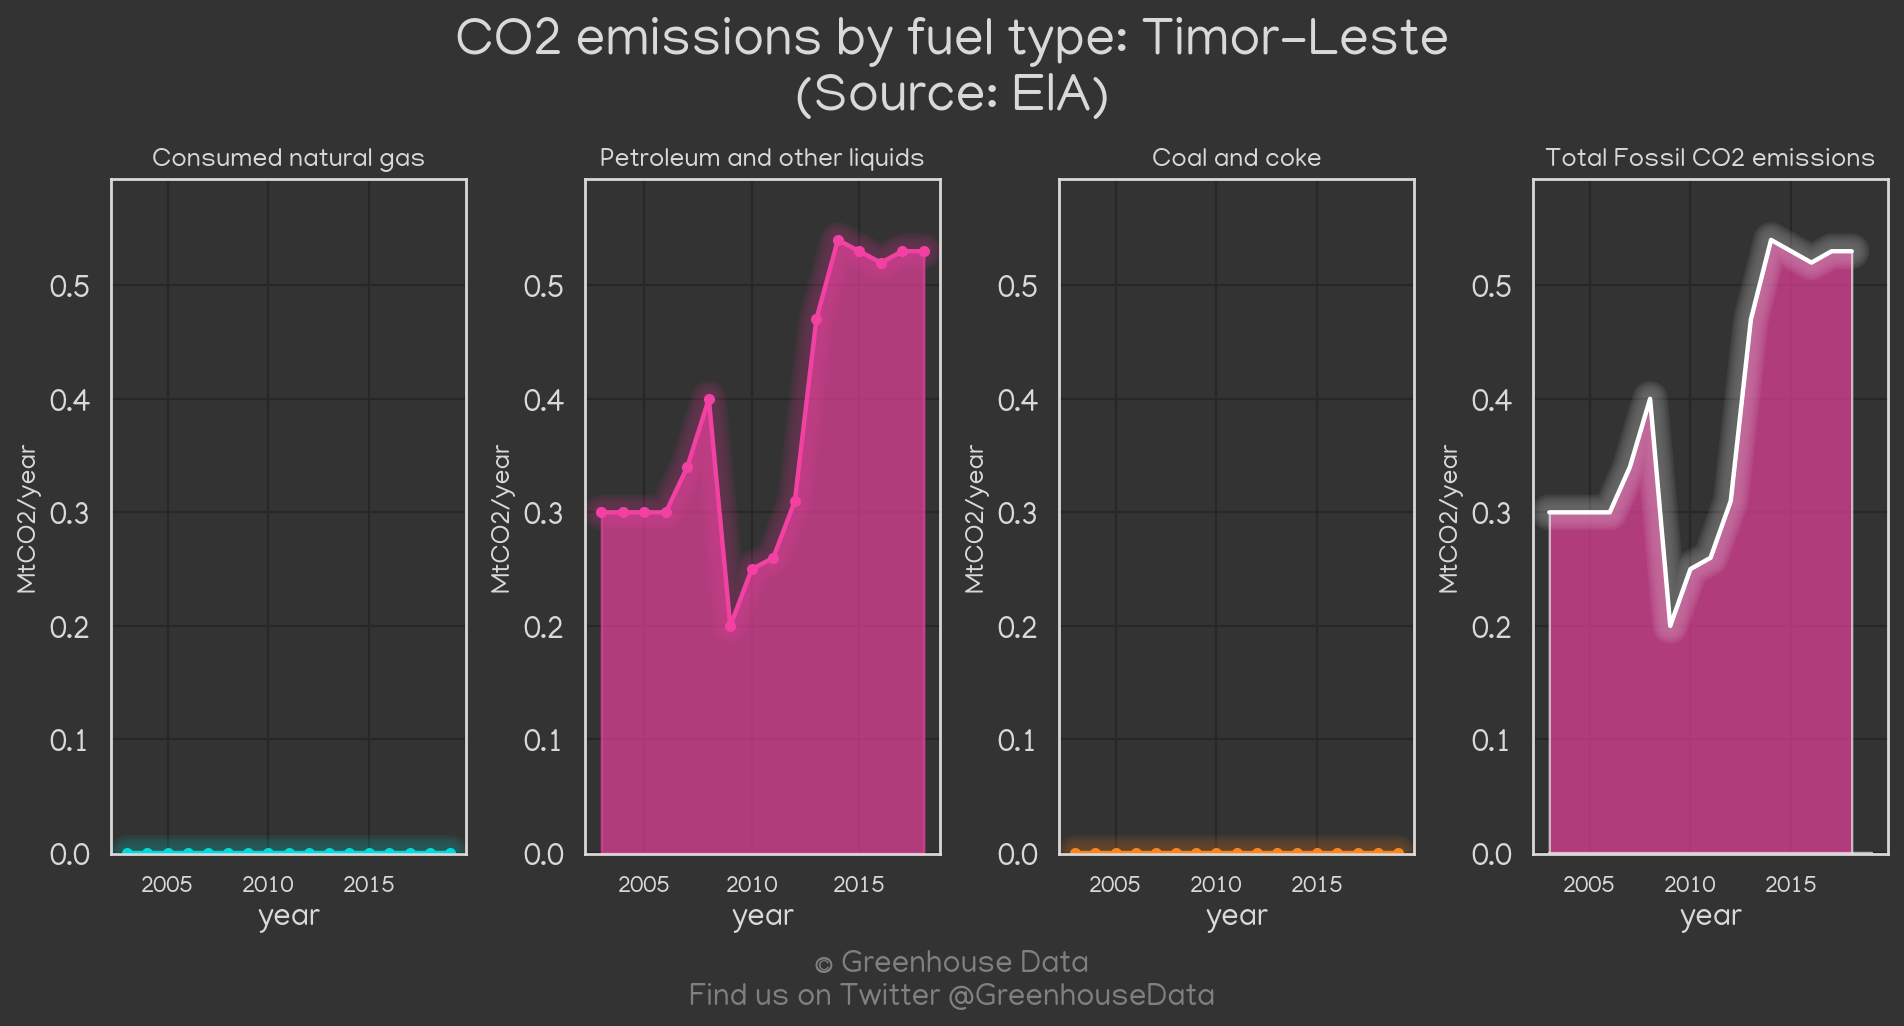 CO2 emissions by fuel type: Timor-Leste
(Source: EIA)
Consumed natural gas
Petroleum and other liquids
Coal and coke
Total Fossil CO2 emissions
MtCO2/year
0.5
0.4
0.3
0.2
0.1
0.0
2005 2010 2015
year
MtCO2/year
0.5
0.4
0.3
0.2
0.1
0.0
2005 2010 2015
year
MtCO2/year
0.5
0.4
0.3
0.2
0.1
0.0
2005 2010 2015
year
MtCO2/year
0.5
0.4
0.3
0.2
0.1
0.0
2005 2010 2015
year
© Greenhouse Data
Find us on Twitter @GreenhouseData